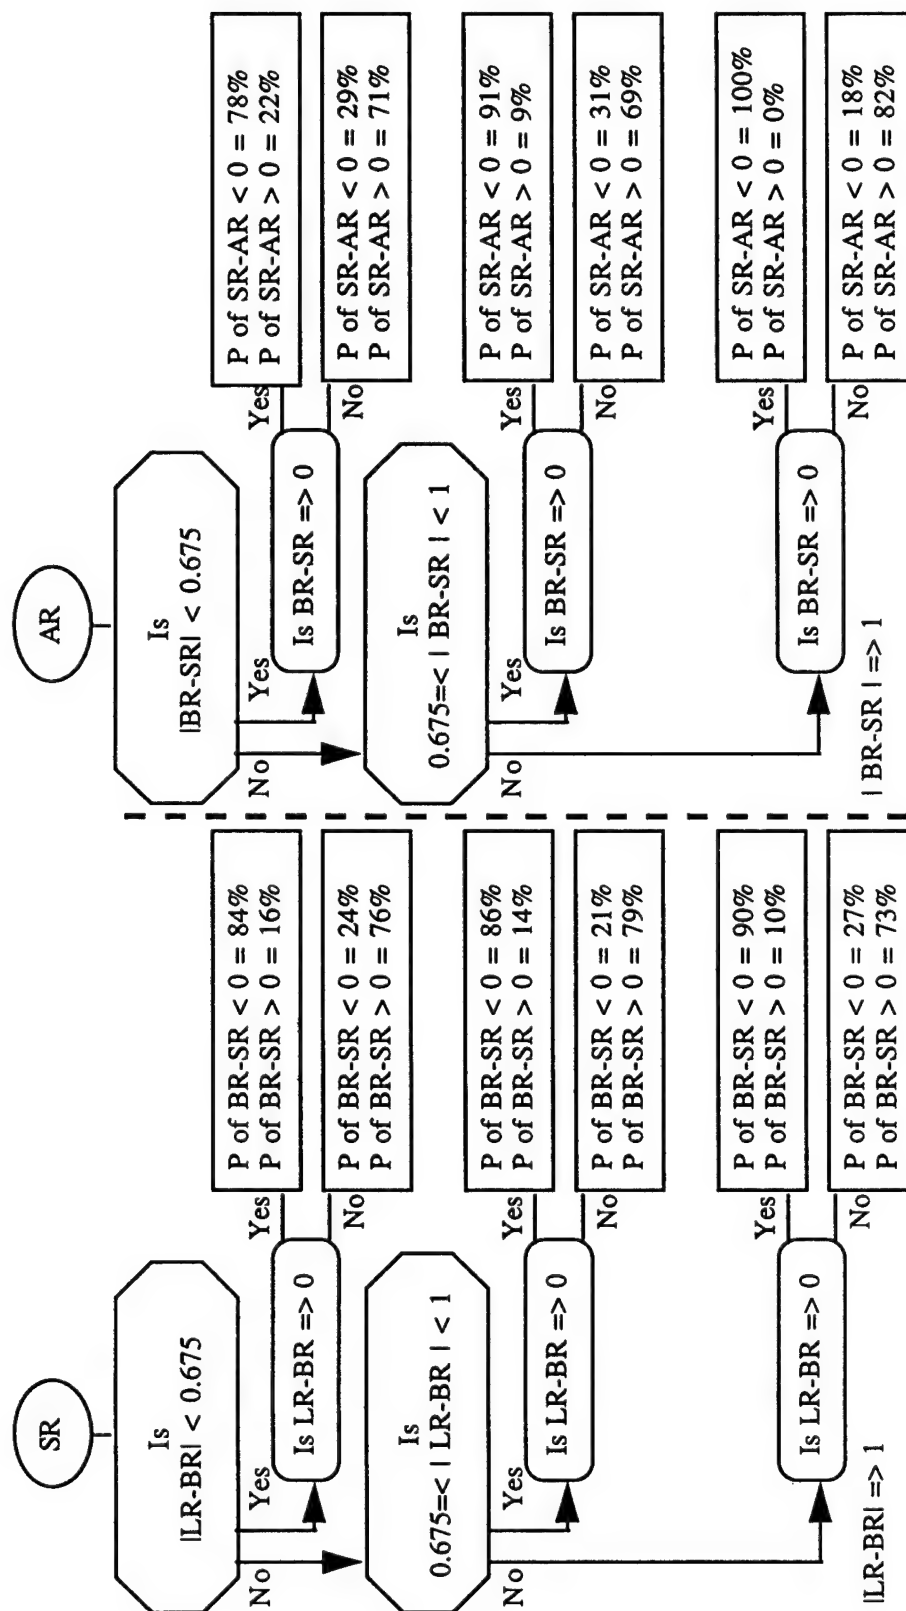 SR
Is
|LR-BR| < 0.675
Yes
No
Is LR-BR => 0
Yes
P of BR-SR < 0 = 84%
P of BR-SR > 0 = 16%
No
P of BR-SR < 0 = 24%
P of BR-SR > 0 = 76%
Is
0.675=< | LR-BR | < 1
Yes
No
Is LR-BR => 0
Yes
P of BR-SR < 0 = 86%
P of BR-SR > 0 = 14%
No
P of BR-SR < 0 = 21%
P of BR-SR > 0 = 79%
|LR-BR| => 1
Is LR-BR => 0
Yes
P of BR-SR < 0 = 90%
P of BR-SR > 0 = 10%
No
P of BR-SR < 0 = 27%
P of BR-SR > 0 = 73%
AR
Is
|BR-SR| < 0.675
Yes
No
Is BR-SR => 0
Yes
P of SR-AR < 0 = 78%
P of SR-AR > 0 = 22%
No
P of SR-AR < 0 = 29%
P of SR-AR > 0 = 71%
Is
0.675=< | BR-SR | < 1
Yes
No
Is BR-SR => 0
Yes
P of SR-AR < 0 = 91%
P of SR-AR > 0 = 9%
No
P of SR-AR < 0 = 31%
P of SR-AR > 0 = 69%
| BR-SR | => 1
Is BR-SR => 0
Yes
P of SR-AR < 0 = 100%
P of SR-AR > 0 = 0%
No
P of SR-AR < 0 = 18%
P of SR-AR > 0 = 82%